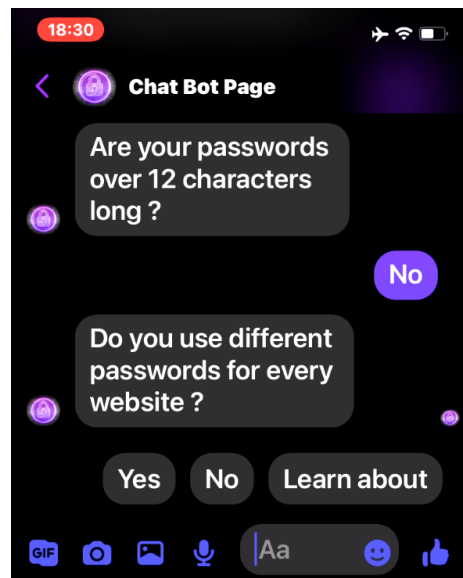 18:30
Chat Bot Page
Are your passwords
over 12 characters
long ?
No
Do you use different
passwords for every
website ?
Yes No Learn about
GIF Aa